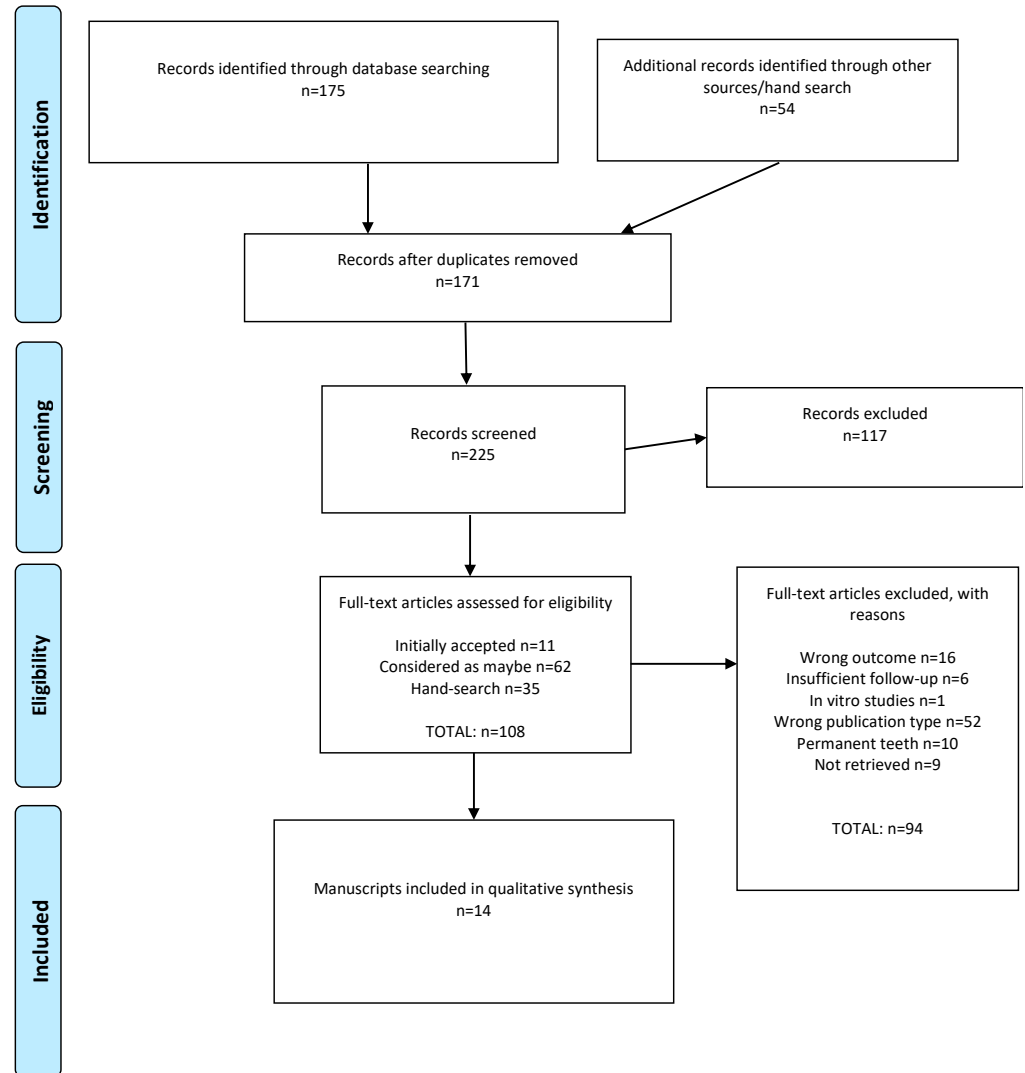 Identification
Records identified through database searching
n=175
Additional records identified through other
sources/hand search
n=54
Records after duplicates removed
n=171
Screening
Records screened
n=225
Records excluded
n=117
Eligibility
Full-text articles assessed for eligibility
Initially accepted n=11
Considered as maybe n=62
Hand-search n=35
TOTAL: n=108
Full-text articles excluded, with
reasons
Wrong outcome n=16
Insufficient follow-up n=6
In vitro studies n=1
Wrong publication type n=52
Permanent teeth n=10
Not retrieved n=9
TOTAL: n=94
Included
Manuscripts included in qualitative synthesis
n=14